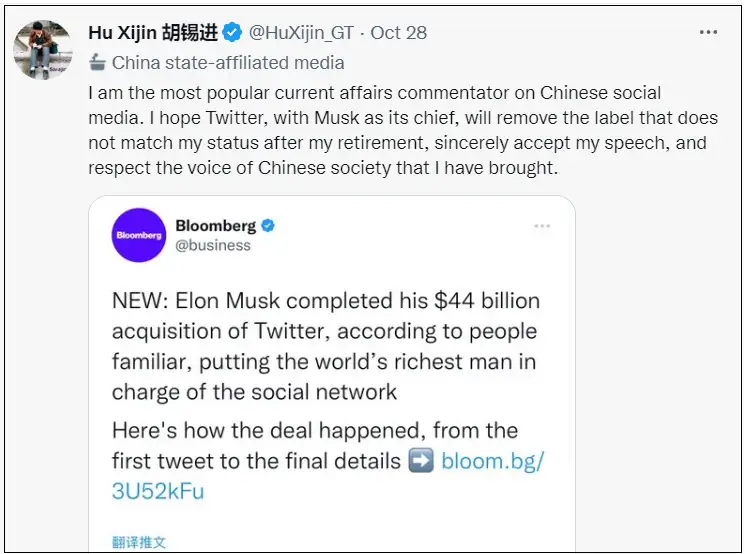 Hu Xijin 胡锡进 @HuXijin_GT · Oct 28
China state-affiliated media
I am the most popular current affairs commentator on Chinese social
media. I hope Twitter, with Musk as its chief, will remove the label that does
not match my status after my retirement, sincerely accept my speech, and
respect the voice of Chinese society that I have brought.
Bloomberg
Bloomberg
@business
NEW: Elon Musk completed his $44 billion
acquisition of Twitter, according to people
familiar, putting the world’s richest man in
charge of the social network
Here's how the deal happened, from the
first tweet to the final details ➡️ bloom.bg/
3U52kFu
翻译推文